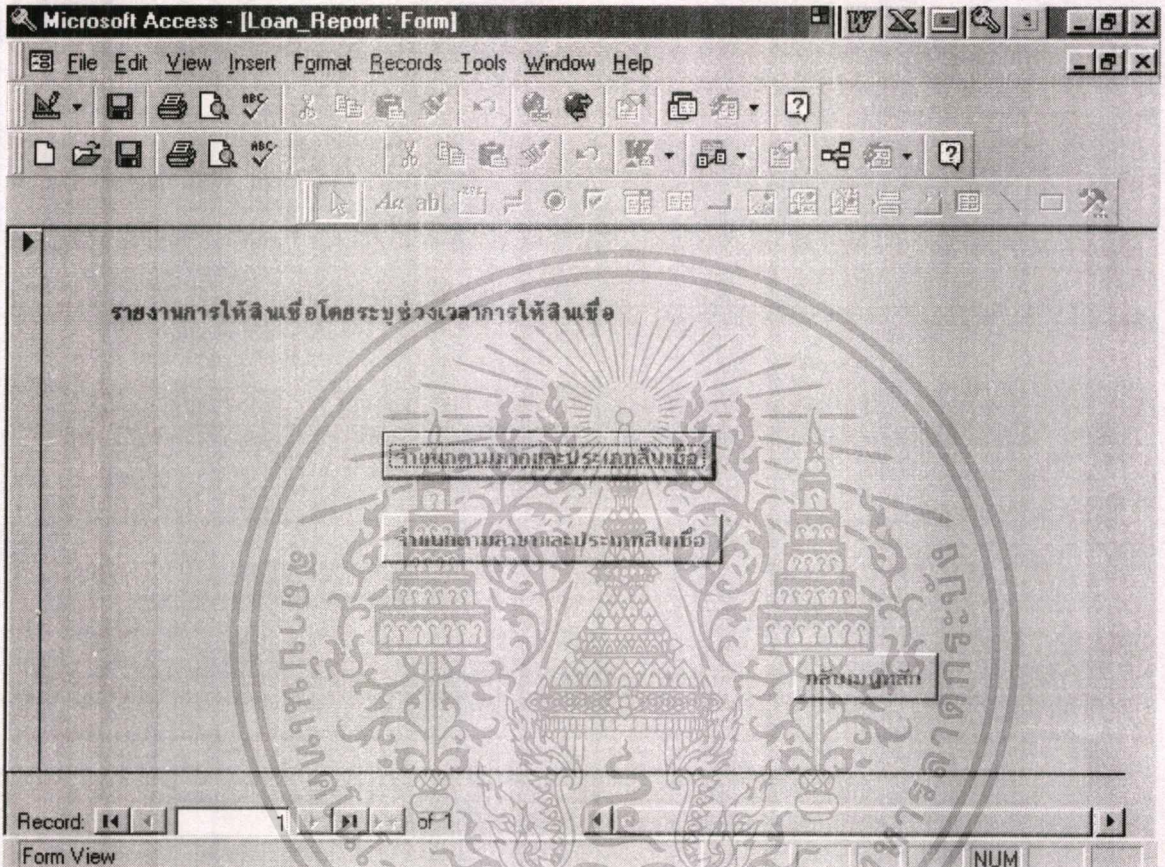 Microsoft Access - [Loan_Report : Form]
File Edit View Insert Format Records Tools Window Help
รายงานการให้สินเชื่อโดยระบุช่วงเวลาการให้สินเชื่อ
จำแนกตามภาคและประเภทสินเชื่อ
จำแนกตามสาขาและประเภทสินเชื่อ
กลับเมนูหลัก
Record: 1 of 1
Form View NUM